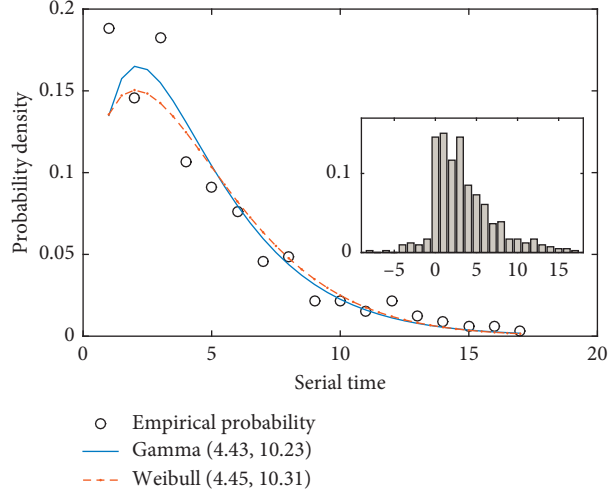 0.2
0.15
0.1
0.05
0
Probability density
0 5 10 15 20
Serial time
0.1
0
−5 0 5 10 15
Empirical probability
Gamma (4.43, 10.23)
Weibull (4.45, 10.31)